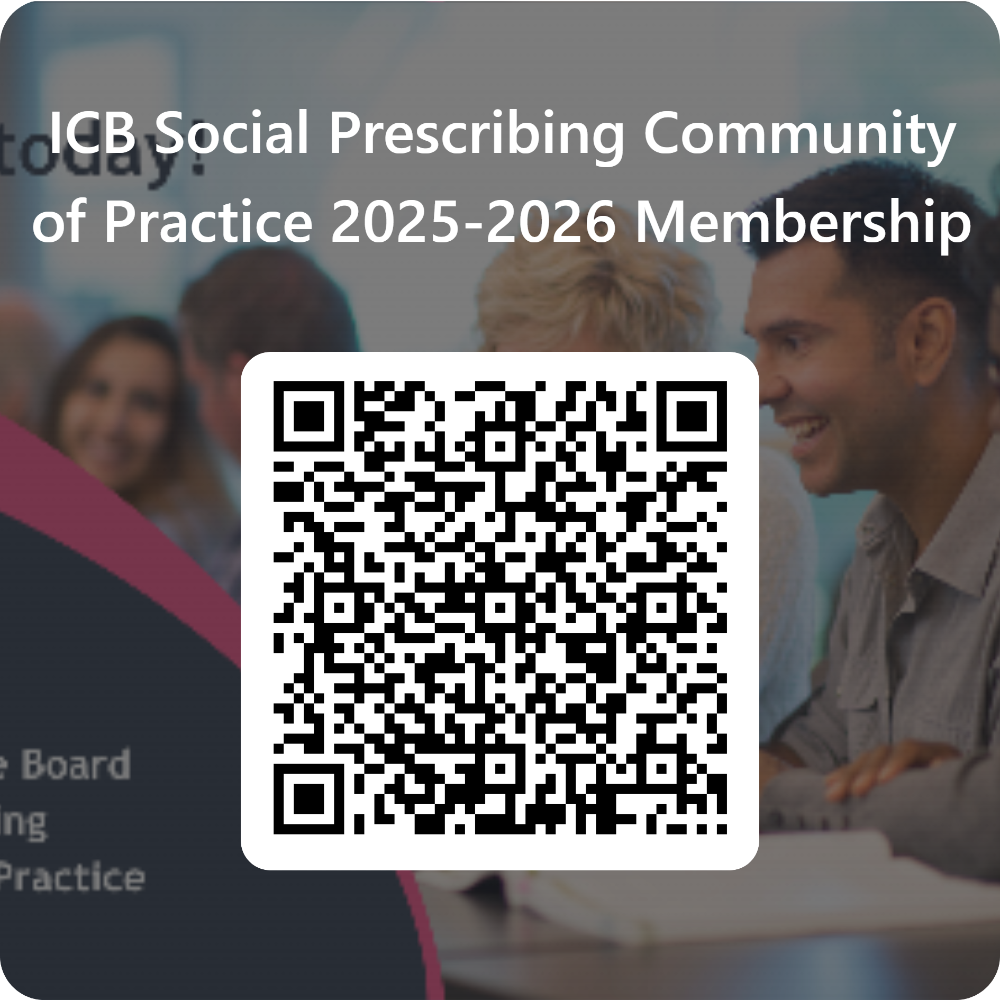 today!
ICB Social Prescribing Community
of Practice 2025-2026 Membership
e Board
ing
Practice